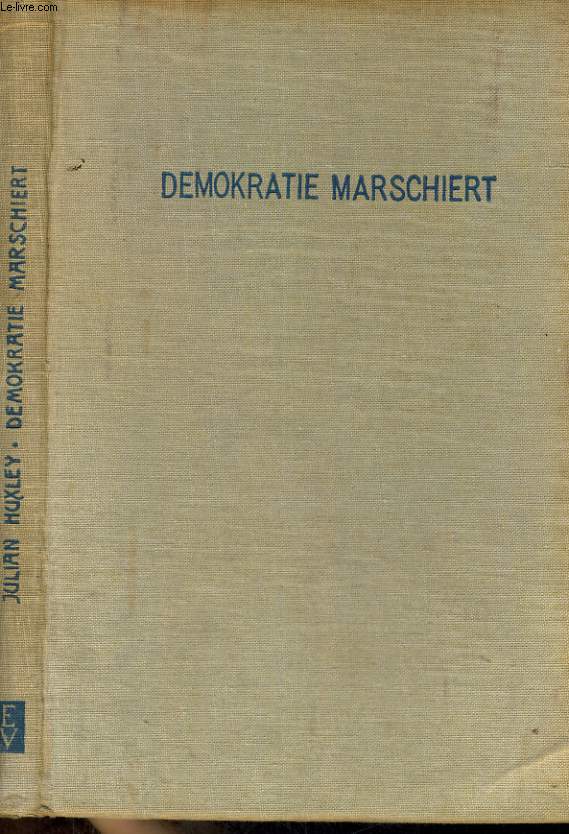 Le-livre.com
DEMOKRATIE MARSCHIERT
JULIAN HUXLEY • DEMOKRATIE MARSCHIERT
EV